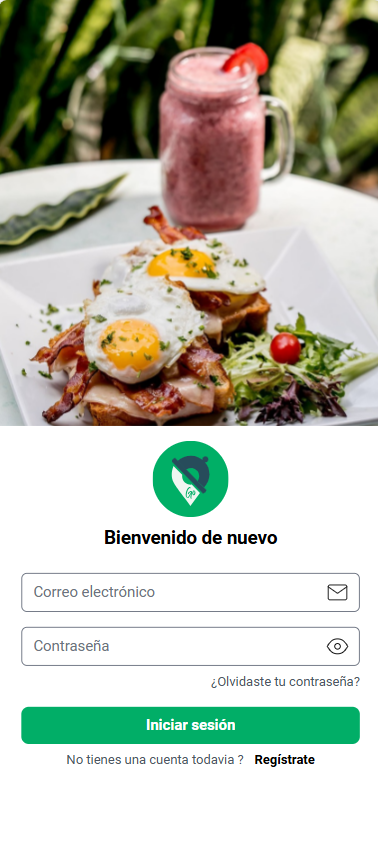 Go
Bienvenido de nuevo
Correo electrónico
Contraseña
¿Olvidaste tu contraseña?
Iniciar sesión
No tienes una cuenta todavia ? Regístrate